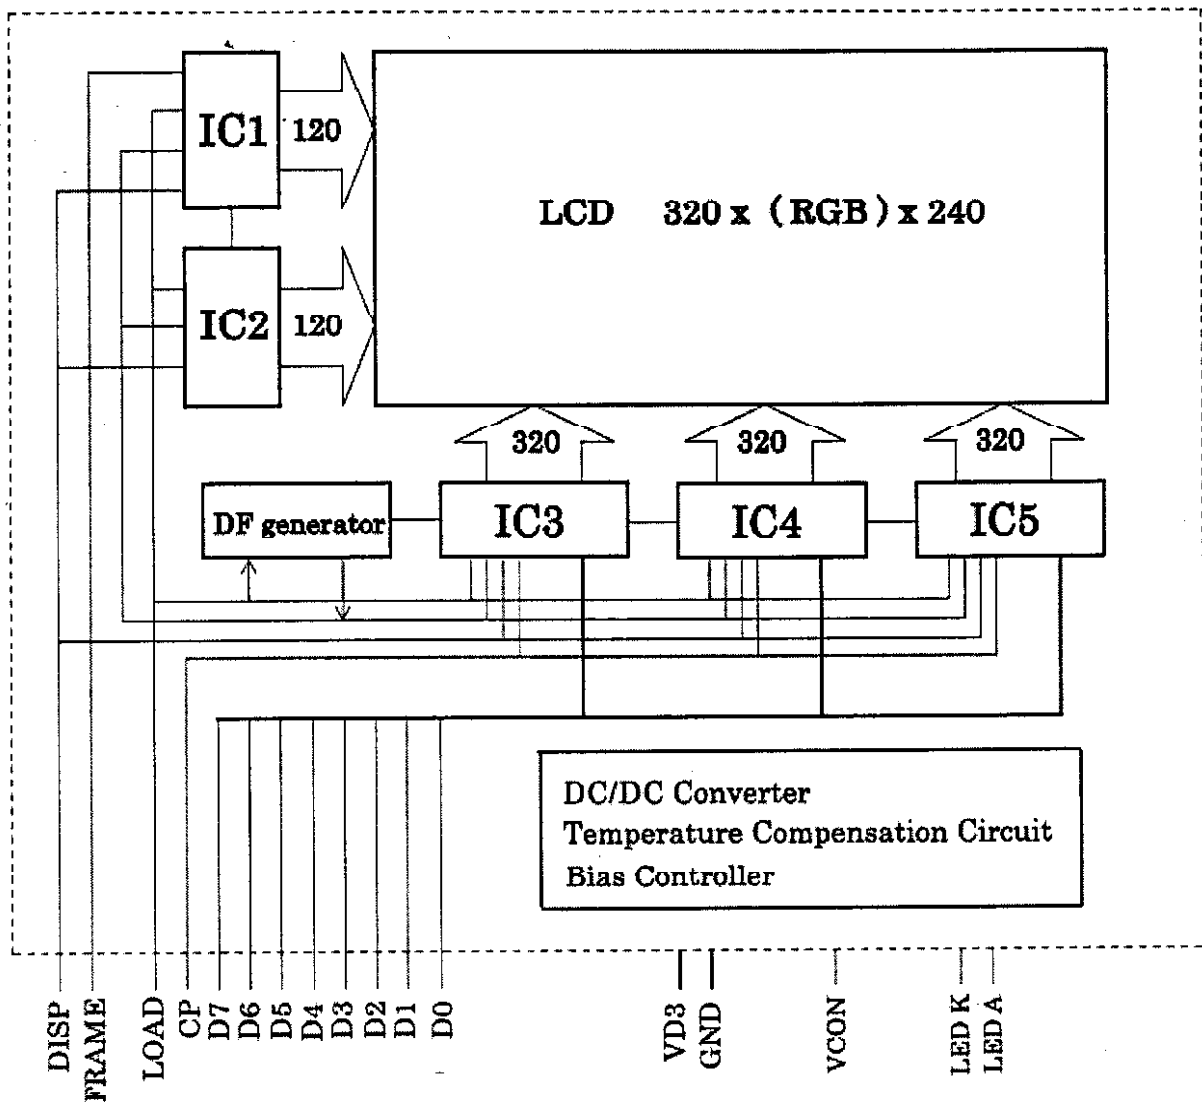 IC1
120
LCD 320 x (RGB) x 240
IC2
120
320
320
320
DF generator
IC3
IC4
IC5
DC/DC Converter
Temperature Compensation Circuit
Bias Controller
DISP
FRAME
LOAD
CP
D7
D6
D5
D4
D3
D2
D1
D0
VD3
GND
VCON
LED K
LED A